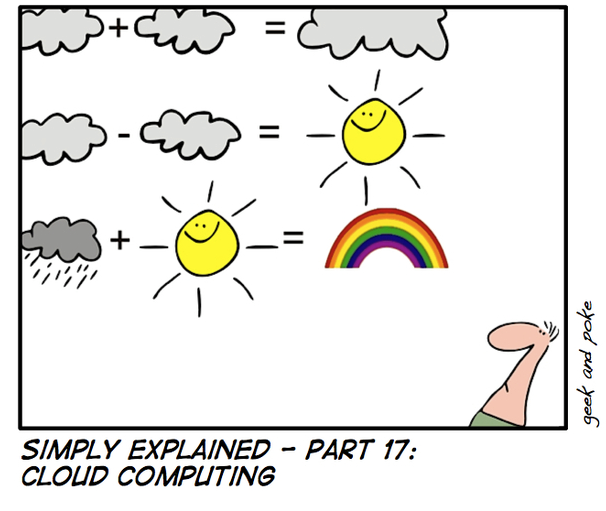 + =
- =
+ =
geek and poke
SIMPLY EXPLAINED - PART 17:
CLOUD COMPUTING